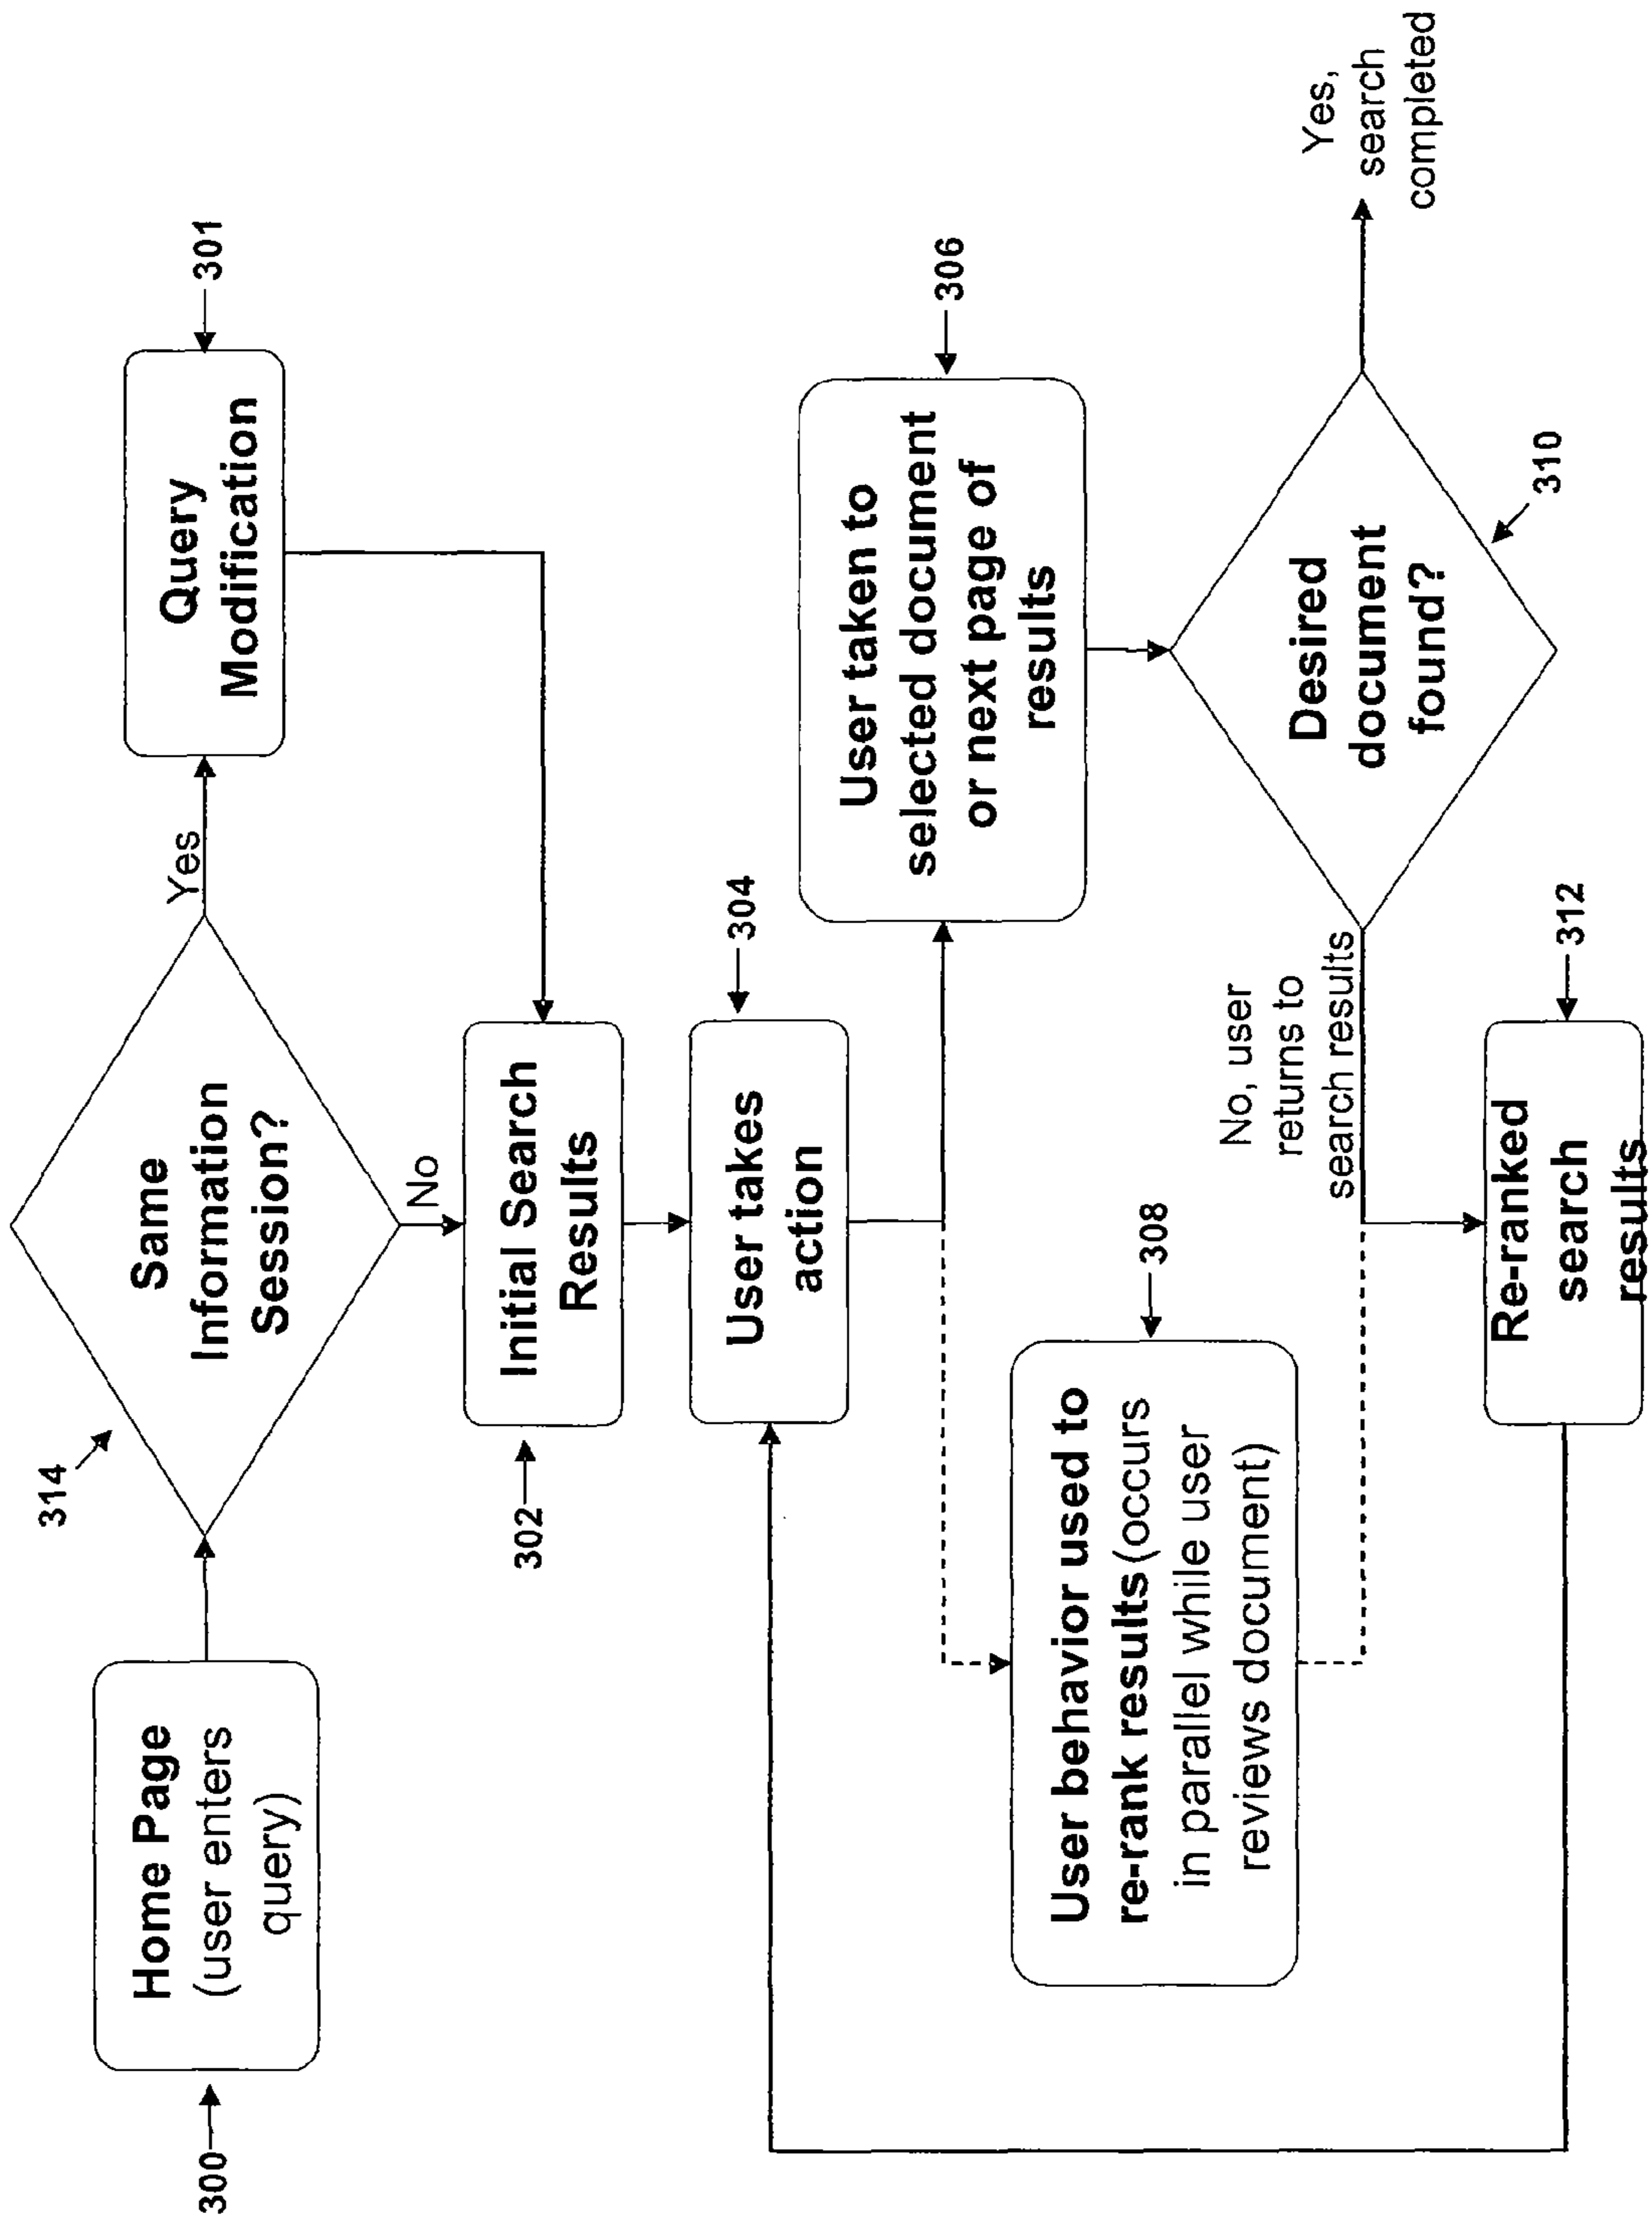 300
Home Page
(user enters
query)
314
Same
Information
Session?
Yes
Query
Modification
301
No
302
Initial Search
Results
User takes
action
304
User taken to
selected document
or next page of
results
306
User behavior used to
re-rank results (occurs
in parallel while user
reviews document)
308
Desired
document
found?
310
Yes,
search
completed
No, user
returns to
search results
Re-ranked
search
results
312